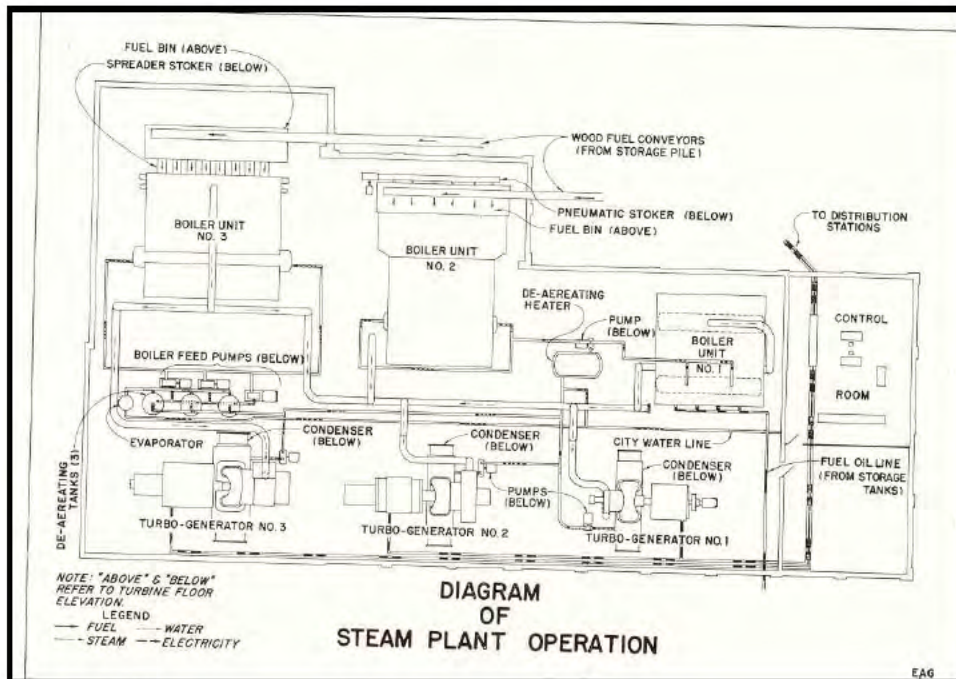 FUEL BIN (ABOVE)
SPREADER STOKER (BELOW)
WOOD FUEL CONVEYORS
(FROM STORAGE PILE)
PNEUMATIC STOKER (BELOW)
FUEL BIN (ABOVE)
TO DISTRIBUTION
STATIONS
BOILER UNIT
NO. 3
BOILER UNIT
NO. 2
DE-AEREATING
HEATER
PUMP
(BELOW)
BOILER
UNIT
NO. 1
CONTROL
ROOM
BOILER FEED PUMPS (BELOW)
EVAPORATOR
DE-AEREATING
TANKS (3)
CONDENSER
(BELOW)
CONDENSER
(BELOW)
CITY WATER LINE
CONDENSER
(BELOW)
FUEL OIL LINE
(FROM STORAGE
TANKS)
PUMPS
(BELOW)
TURBO-GENERATOR NO. 3
TURBO-GENERATOR NO. 2
TURBO-GENERATOR NO. 1
NOTE: "ABOVE" & "BELOW"
REFER TO TURBINE FLOOR
ELEVATION.
LEGEND
FUEL WATER
STEAM ELECTRICITY
DIAGRAM
OF
STEAM PLANT OPERATION
EAG